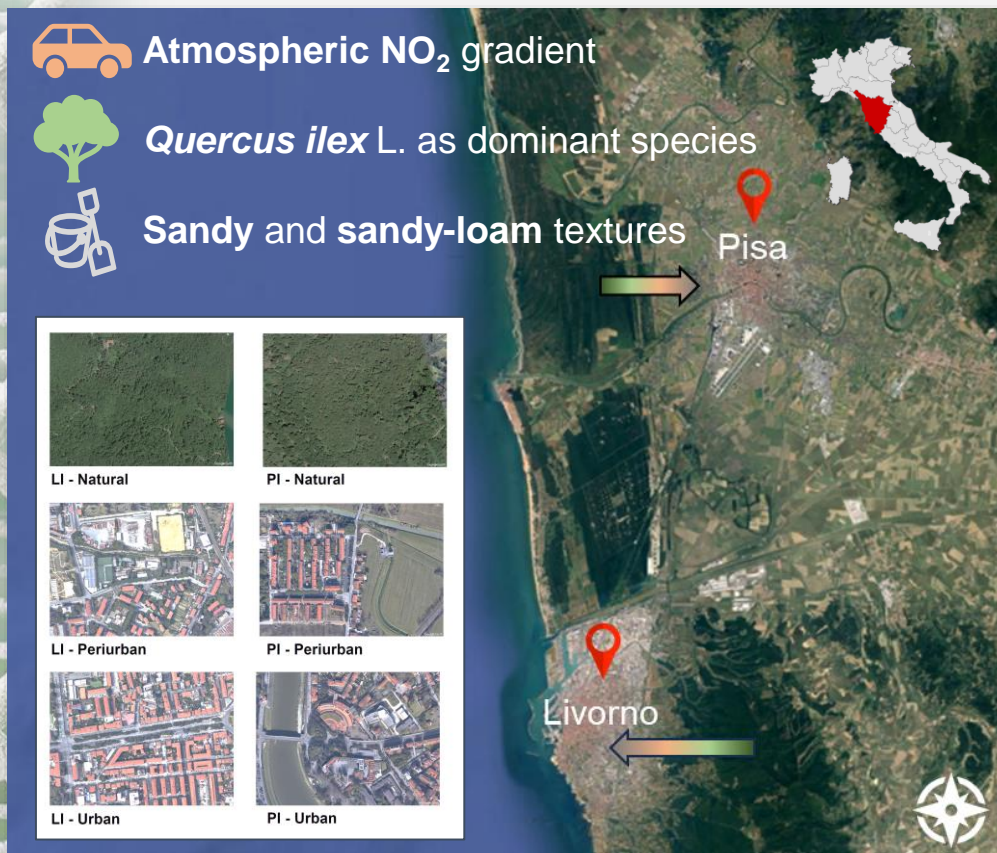 Atmospheric NO₂ gradient
Quercus ilex L. as dominant species
Sandy and sandy-loam textures
Pisa
LI - Natural
PI - Natural
LI - Periurban
PI - Periurban
Livorno
LI - Urban
PI - Urban